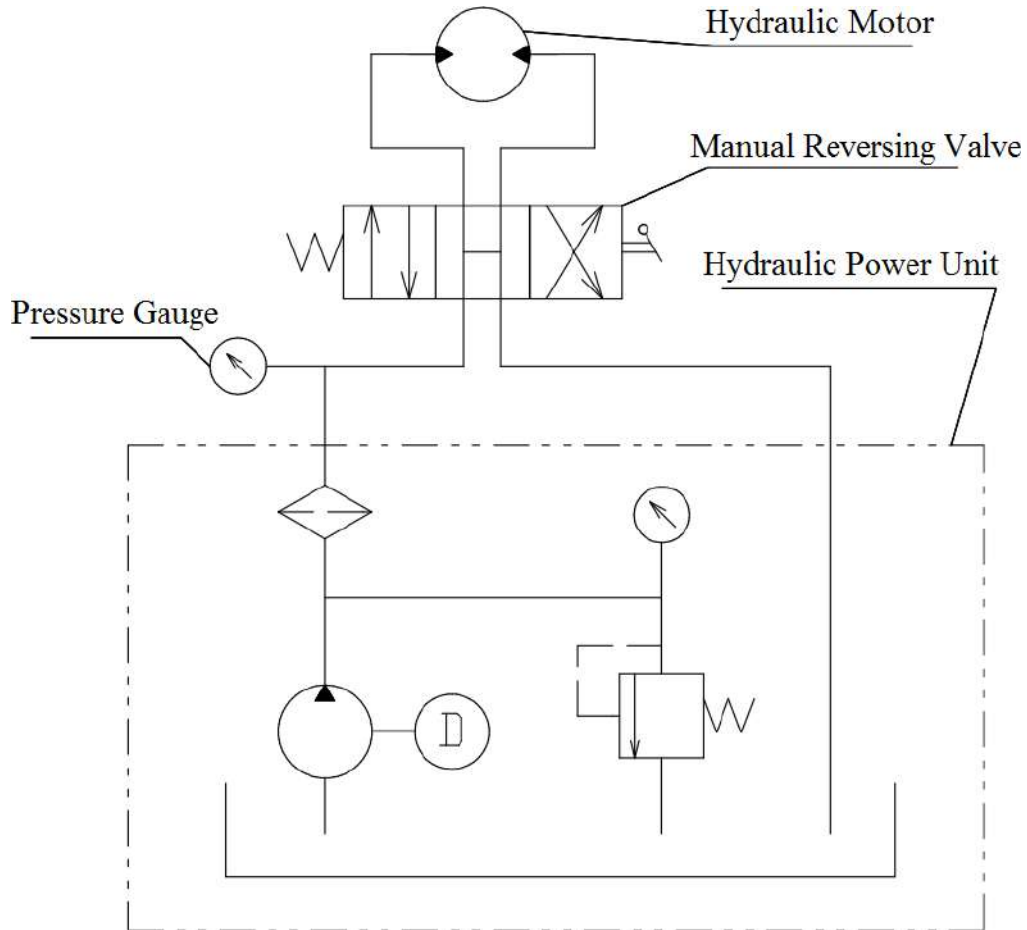 Hydraulic Motor
Manual Reversing Valve
Hydraulic Power Unit
Pressure Gauge
D